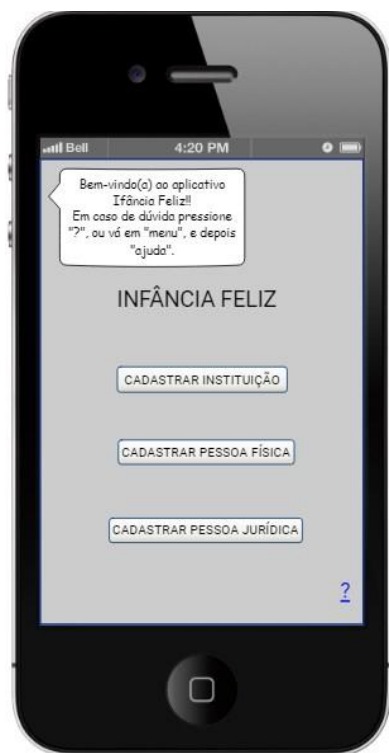 Bell 4:20 PM
Bem-vindo(a) ao aplicativo
Ifância Feliz!!
Em caso de dúvida pressione
"?", ou vá em "menu", e depois
"ajuda".
INFÂNCIA FELIZ
CADASTRAR INSTITUIÇÃO
CADASTRAR PESSOA FÍSICA
CADASTRAR PESSOA JURÍDICA
?